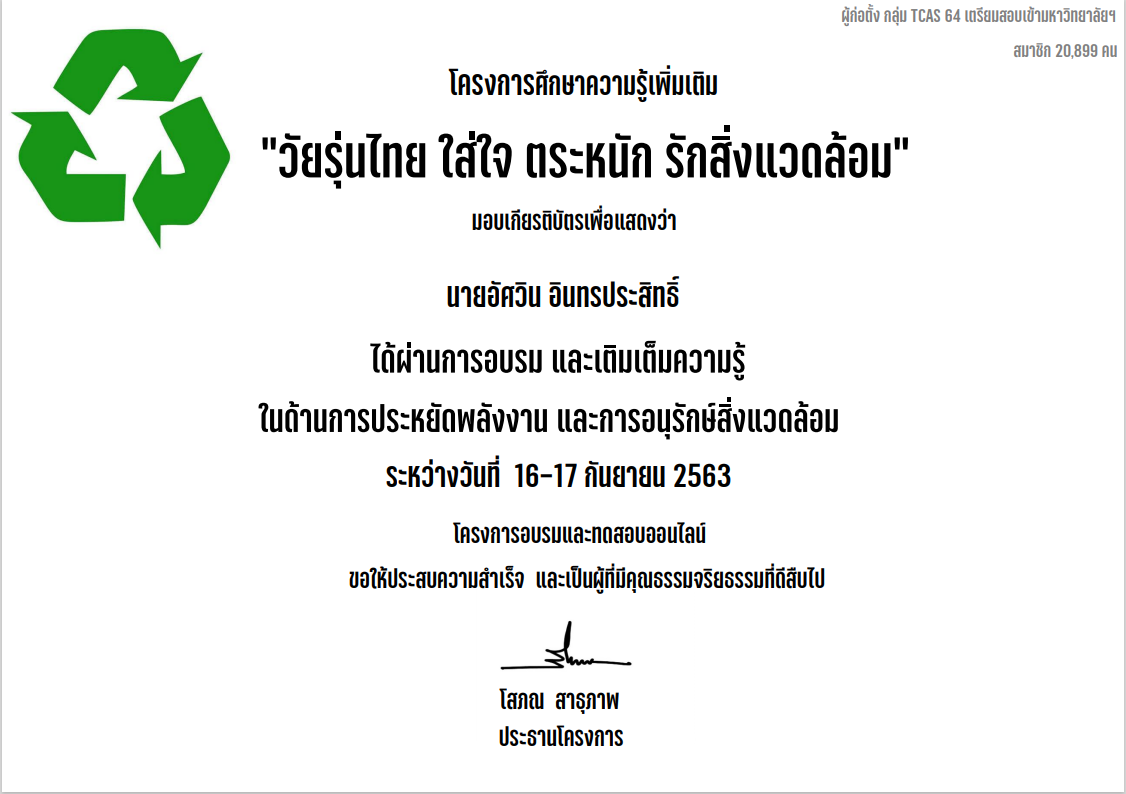 ผู้ก่อตั้ง กลุ่ม TCAS 64 เตรียมสอบเข้ามหาวิทยาลัยฯ
สมาชิก 20,899 คน
โครงการศึกษาความรู้เพิ่มเติม
"วัยรุ่นไทย ใส่ใจ ตระหนัก รักสิ่งแวดล้อม"
มอบเกียรติบัตรเพื่อแสดงว่า
นายอัศวิน อินทรประสิทธิ์
ได้ผ่านการอบรม และเติมเต็มความรู้
ในด้านการประหยัดพลังงาน และการอนุรักษ์สิ่งแวดล้อม
ระหว่างวันที่ 16-17 กันยายน 2563
โครงการอบรมและทดสอบออนไลน์
ขอให้ประสบความสำเร็จ และเป็นผู้ที่มีคุณธรรมจริยธรรมที่ดีสืบไป
โสภณ สาธุภาพ
ประธานโครงการ